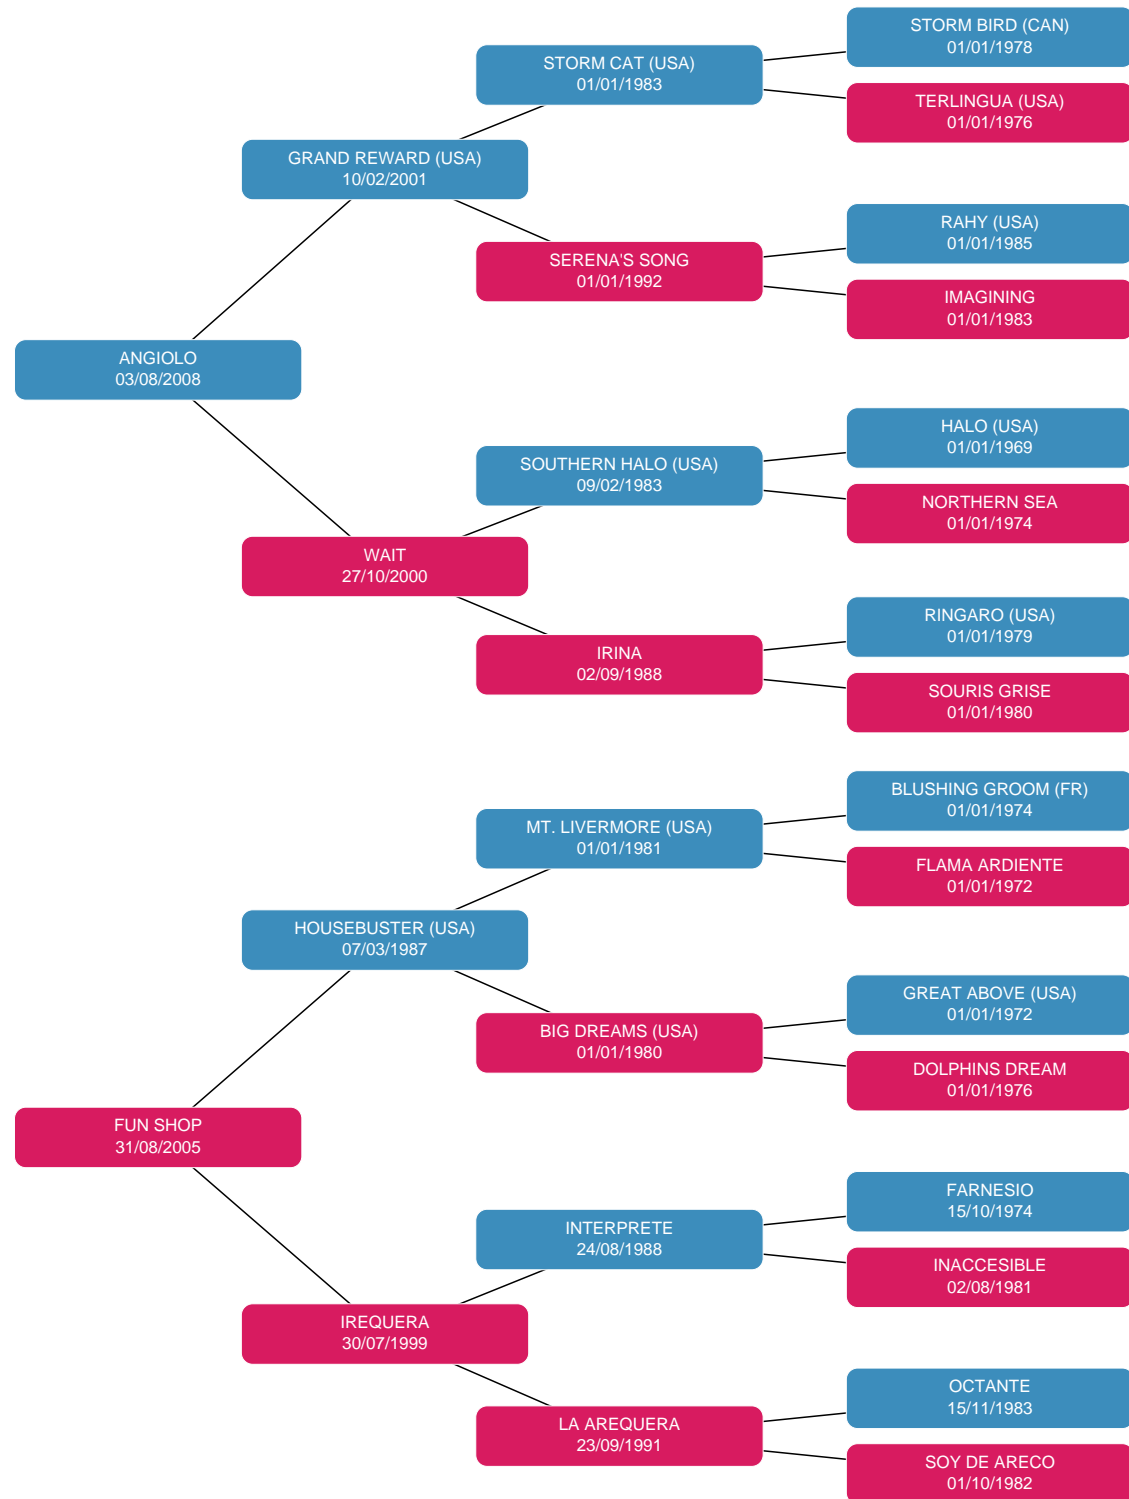 STORM BIRD (CAN)
01/01/1978
STORM CAT (USA)
01/01/1983
TERLINGUA (USA)
01/01/1976
GRAND REWARD (USA)
10/02/2001
RAHY (USA)
01/01/1985
SERENA'S SONG
01/01/1992
IMAGINING
01/01/1983
ANGIOLO
03/08/2008
HALO (USA)
01/01/1969
SOUTHERN HALO (USA)
09/02/1983
NORTHERN SEA
01/01/1974
WAIT
27/10/2000
RINGARO (USA)
01/01/1979
IRINA
02/09/1988
SOURIS GRISE
01/01/1980
BLUSHING GROOM (FR)
01/01/1974
MT. LIVERMORE (USA)
01/01/1981
FLAMA ARDIENTE
01/01/1972
HOUSEBUSTER (USA)
07/03/1987
GREAT ABOVE (USA)
01/01/1972
BIG DREAMS (USA)
01/01/1980
DOLPHINS DREAM
01/01/1976
FUN SHOP
31/08/2005
FARNESIO
15/10/1974
INTERPRETE
24/08/1988
INACCESIBLE
02/08/1981
IREQUERA
30/07/1999
OCTANTE
15/11/1983
LA AREQUERA
23/09/1991
SOY DE ARECO
01/10/1982